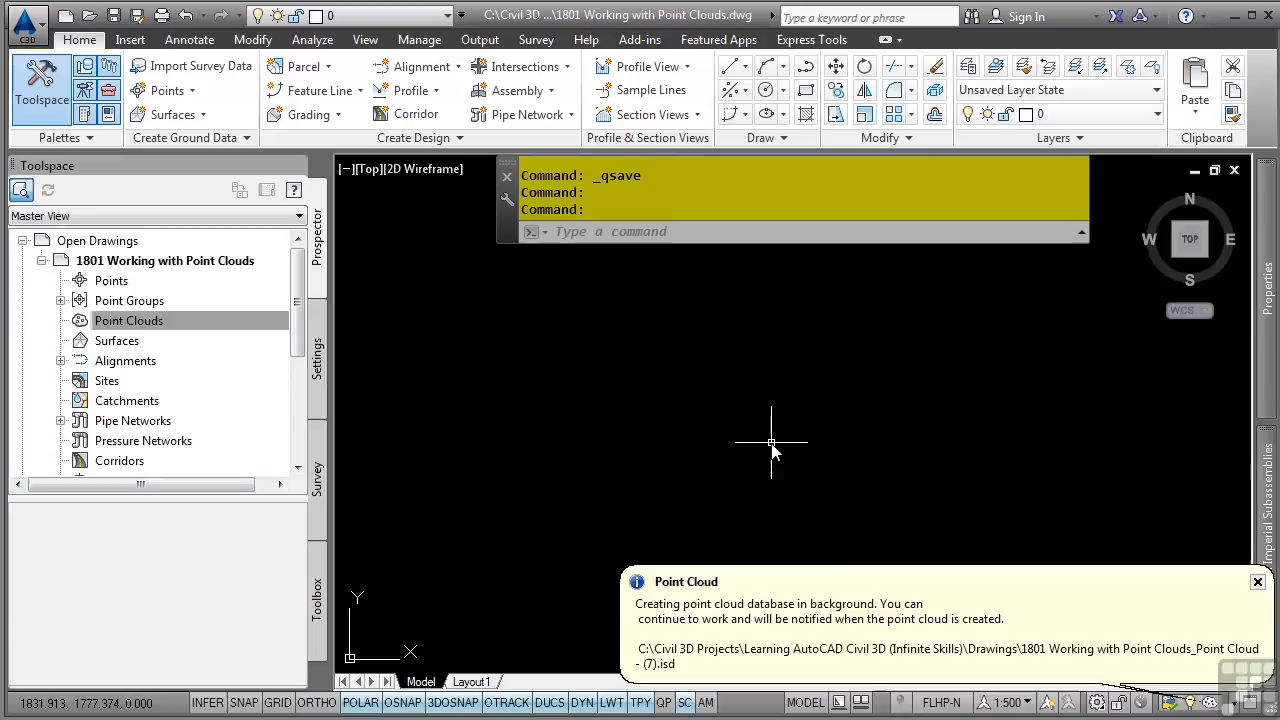 C3D
0
C:\Civil 3D ...\1801 Working with Point Clouds.dwg
Type a keyword or phrase
Sign In
Home Insert Annotate Modify Analyze View Manage Output Survey Help Add-ins Featured Apps Express Tools
Toolspace
Import Survey Data
Points
Surfaces
Parcel
Feature Line
Grading
Alignment
Profile
Corridor
Intersections
Assembly
Pipe Network
Profile View
Sample Lines
Section Views
Unsaved Layer State
0
Paste
Palettes
Create Ground Data
Create Design
Profile & Section Views
Draw
Modify
Layers
Clipboard
Toolspace
Master View
Open Drawings
1801 Working with Point Clouds
Points
Point Groups
Point Clouds
Surfaces
Alignments
Sites
Catchments
Pipe Networks
Pressure Networks
Corridors
Prospector
Settings
Survey
Toolbox
[−][Top][2D Wireframe]
Command: _qsave
Command:
Command:
Type a command
N
W TOP E
S
WCS
Properties
Imperial Subassemblies
Y
X
Point Cloud
Creating point cloud database in background. You can
continue to work and will be notified when the point cloud is created.
C:\Civil 3D Projects\Learning AutoCAD Civil 3D (Infinite Skills)\Drawings\1801 Working with Point Clouds_Point Cloud
- (7).isd
Model Layout1
1831.913, 1777.374, 0.000 INFER SNAP GRID ORTHO POLAR OSNAP 3DOSNAP OTRACK DUCS DYN LWT TPY QP SC AM MODEL FLHP-N 1:500